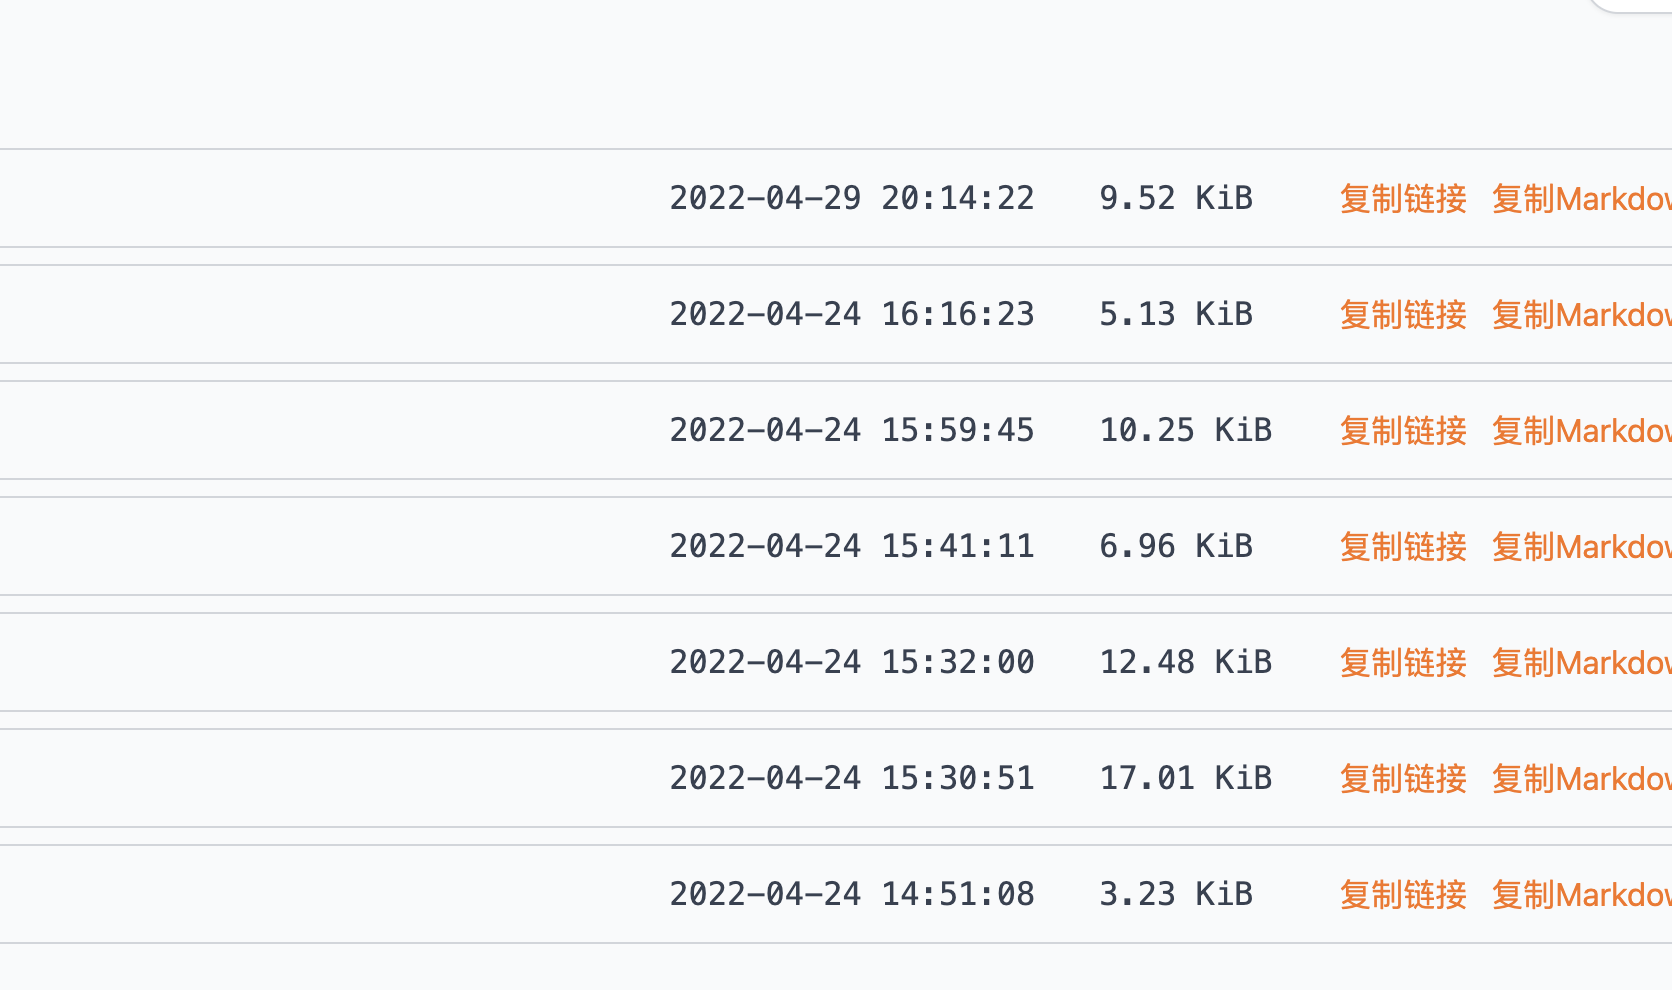 2022-04-29 20:14:22 9.52 KiB 复制链接 复制Markdow
2022-04-24 16:16:23 5.13 KiB 复制链接 复制Markdow
2022-04-24 15:59:45 10.25 KiB 复制链接 复制Markdow
2022-04-24 15:41:11 6.96 KiB 复制链接 复制Markdow
2022-04-24 15:32:00 12.48 KiB 复制链接 复制Markdow
2022-04-24 15:30:51 17.01 KiB 复制链接 复制Markdow
2022-04-24 14:51:08 3.23 KiB 复制链接 复制Markdow